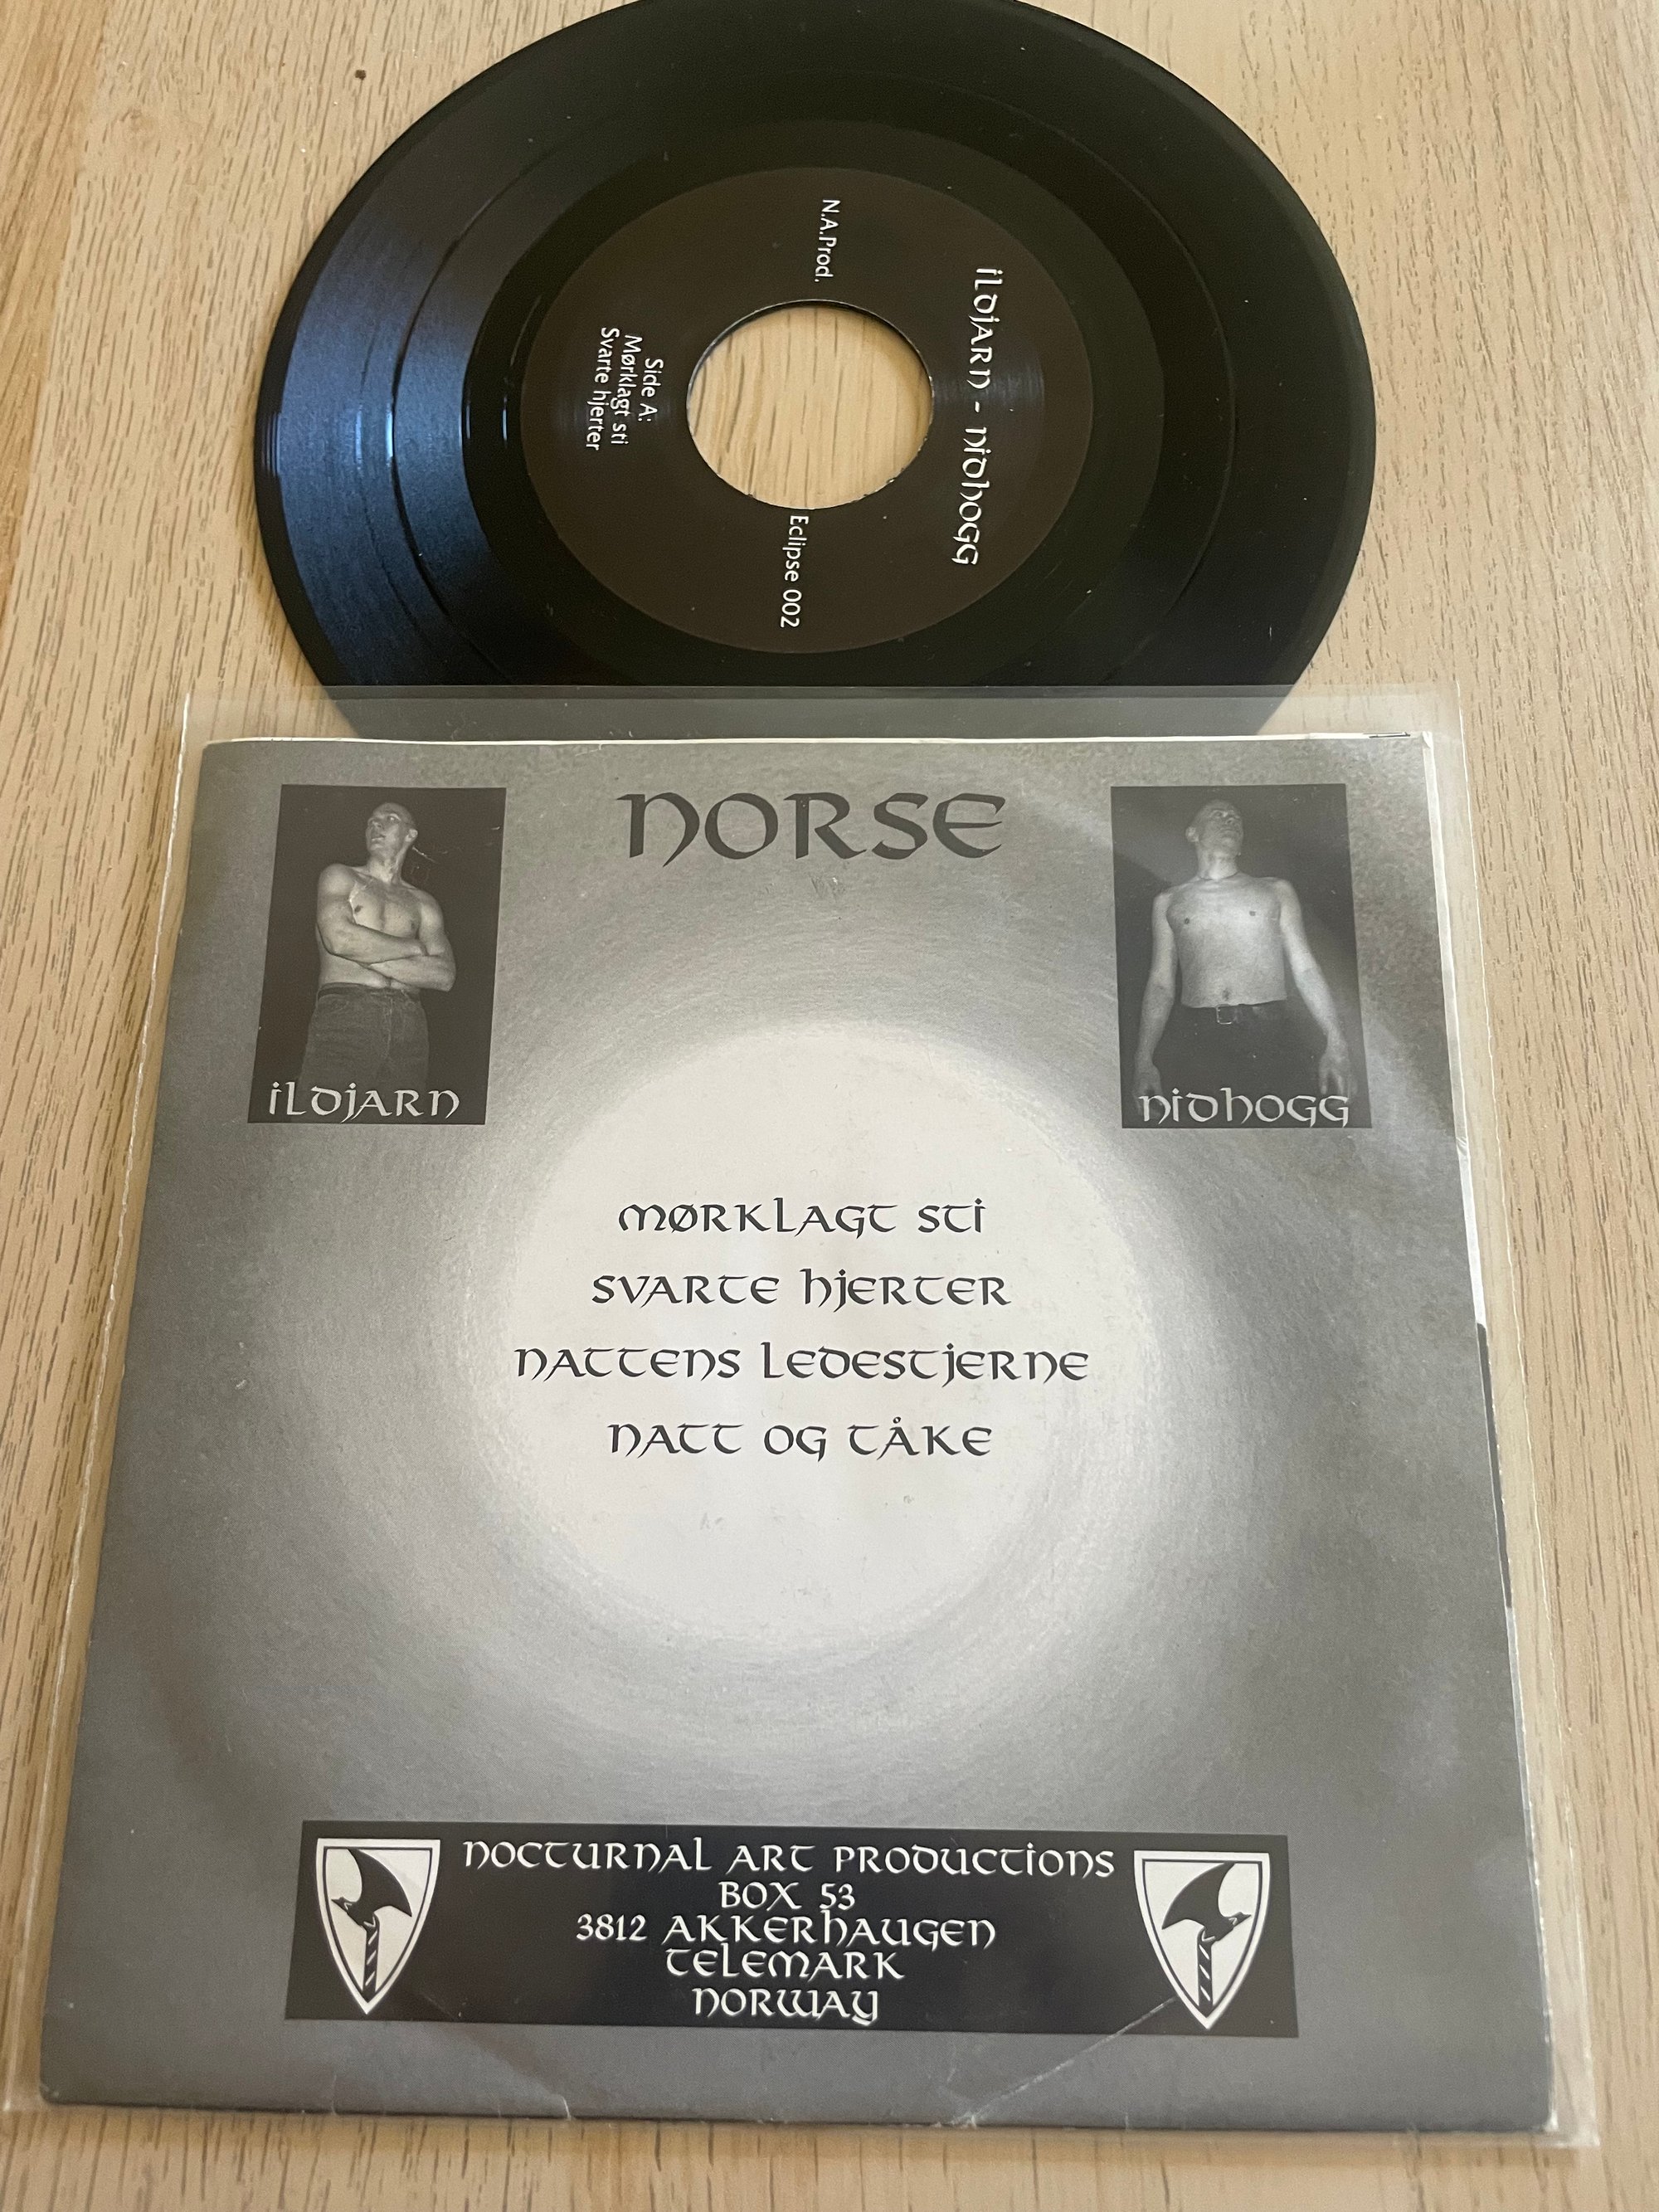 ildjarn - nidhogg
N.A.Prod.
Eclipse 002
Side A:
Mørklagt sti
Svarte hjerter
NORSE
ildjarn
nidhogg
mørklagt sti
svarte hjerter
nattens ledestjerne
natt og tåke
nocturnal art productions
box 53
3812 akkerhaugen
telemark
norway